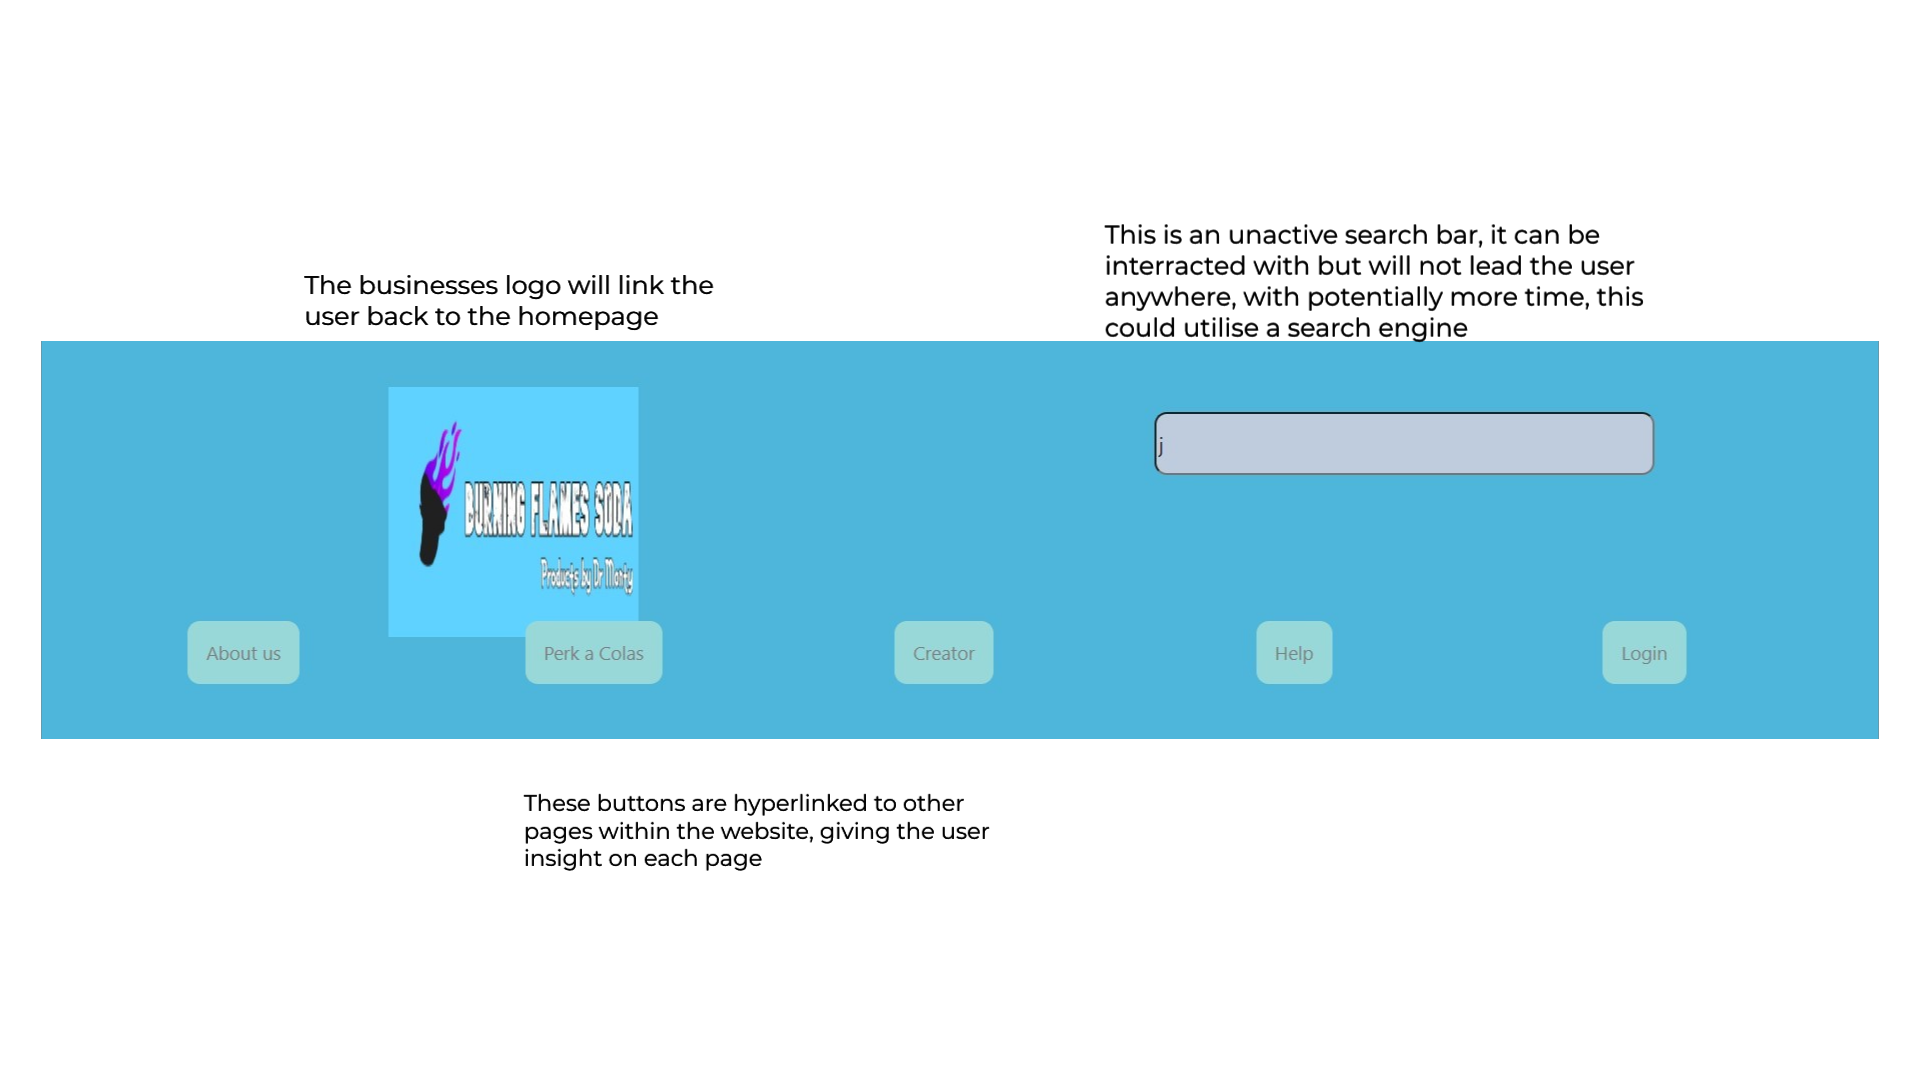 This is an unactive search bar, it can be
interracted with but will not lead the user
anywhere, with potentially more time, this
could utilise a search engine
The businesses logo will link the
user back to the homepage
j
BURNING FLAMES SODA
Products by Dr Monty
About us
Perk a Colas
Creator
Help
Login
These buttons are hyperlinked to other
pages within the website, giving the user
insight on each page